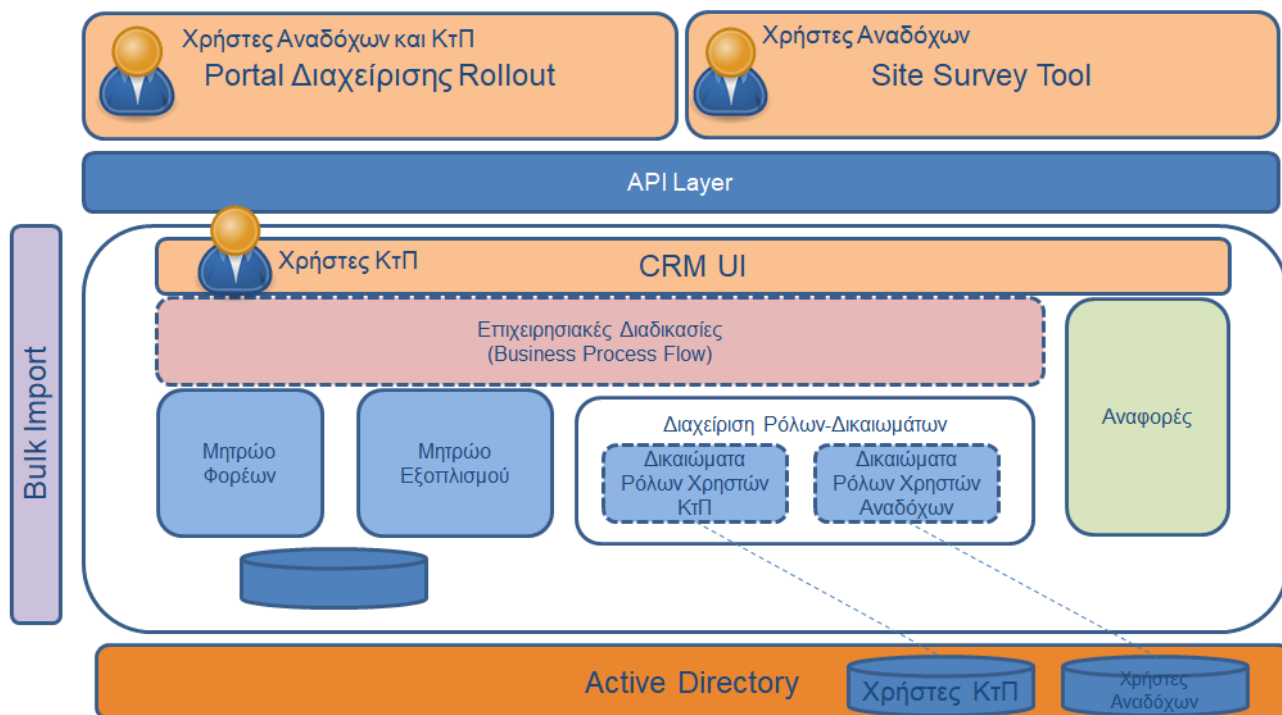 Χρήστες Αναδόχων και ΚτΠ
Portal Διαχείρισης Rollout
Χρήστες Αναδόχων
Site Survey Tool
API Layer
Bulk Import
Χρήστες ΚτΠ
CRM UI
Επιχειρησιακές Διαδικασίες
(Business Process Flow)
Αναφορές
Μητρώο
Φορέων
Μητρώο
Εξοπλισμού
Διαχείριση Ρόλων-Δικαιωμάτων
Δικαιώματα
Ρόλων Χρηστών
ΚτΠ
Δικαιώματα
Ρόλων Χρηστών
Αναδόχων
Active Directory
Χρήστες ΚτΠ
Χρήστες
Αναδόχων